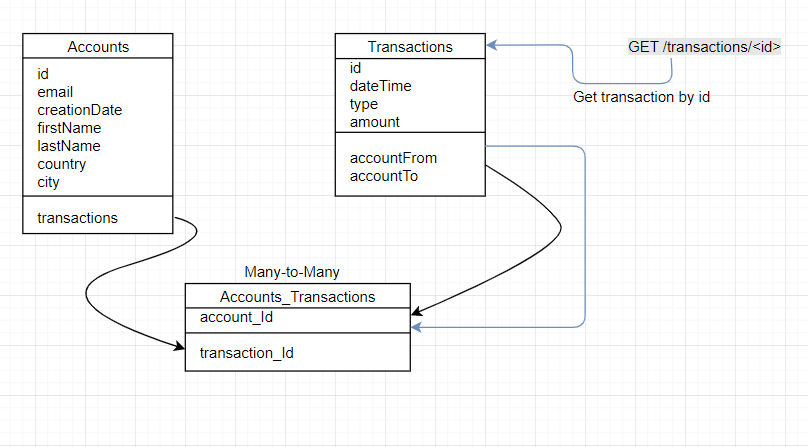 Accounts
id
email
creationDate
firstName
lastName
country
city
transactions
Transactions
id
dateTime
type
amount
accountFrom
accountTo
GET /transactions/<id>
Get transaction by id
Many-to-Many
Accounts_Transactions
account_Id
transaction_Id